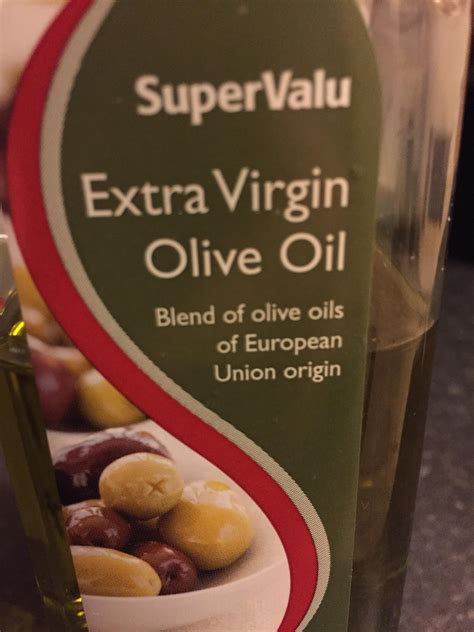 SuperValu
Extra Virgin
Olive Oil
Blend of olive oils
of European
Union origin